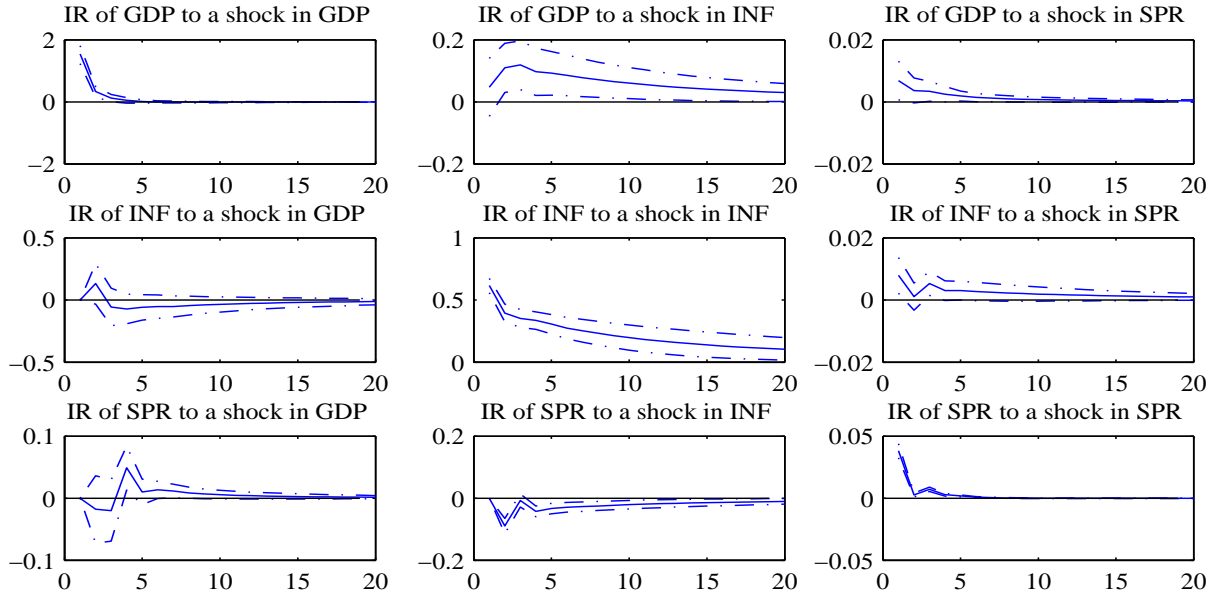 IR of GDP to a shock in GDP
IR of GDP to a shock in INF
IR of GDP to a shock in SPR
2
0
−2
0 5 10 15 20
0.2
0
−0.2
0 5 10 15 20
0.02
0
−0.02
0 5 10 15 20
IR of INF to a shock in GDP
IR of INF to a shock in INF
IR of INF to a shock in SPR
0.5
0
−0.5
0 5 10 15 20
1
0.5
0
0 5 10 15 20
0.02
0
−0.02
0 5 10 15 20
IR of SPR to a shock in GDP
IR of SPR to a shock in INF
IR of SPR to a shock in SPR
0.1
0
−0.1
0 5 10 15 20
0.2
0
−0.2
0 5 10 15 20
0.05
0
−0.05
0 5 10 15 20